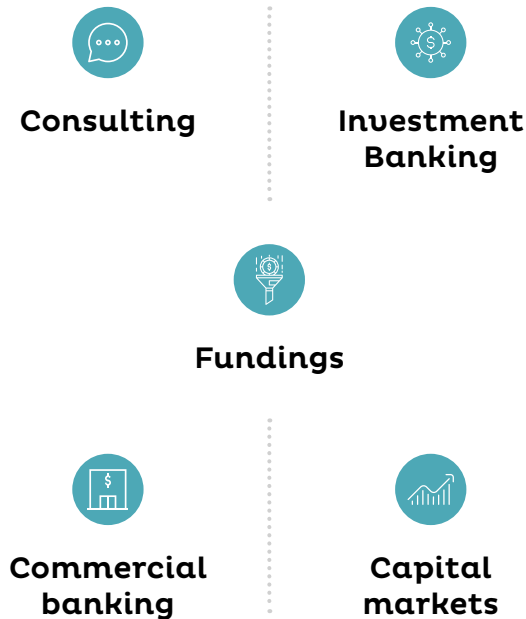 Consulting
Investment
Banking
$
Fundings
$
$
Commercial
banking
Capital
markets